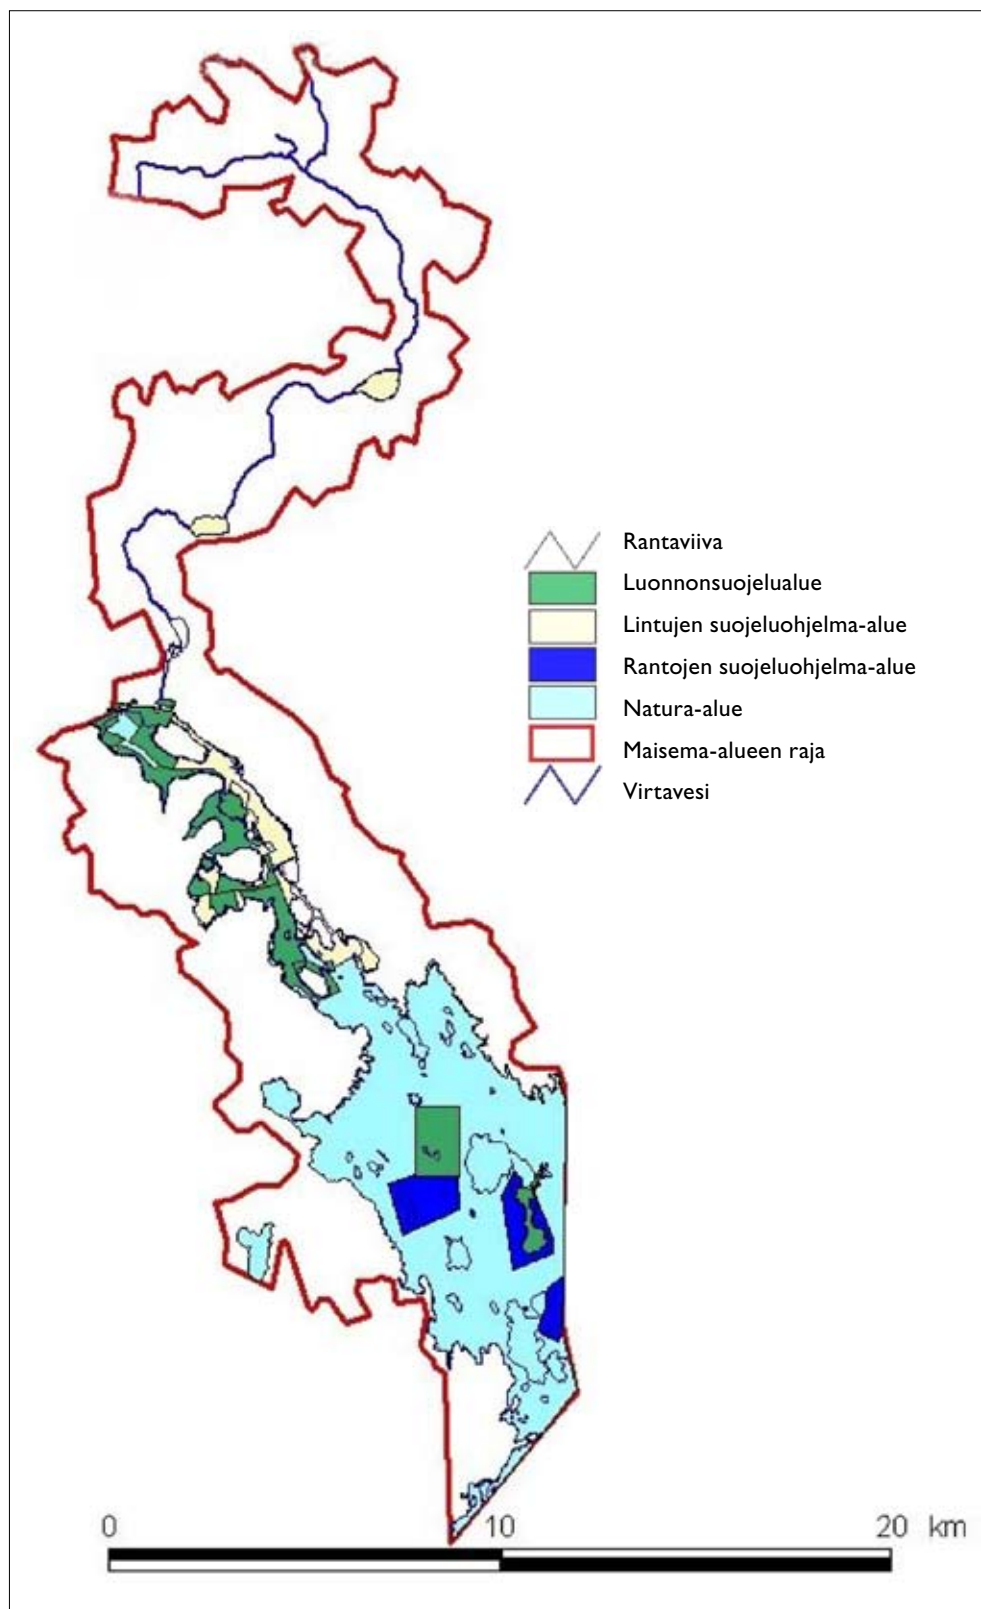 Rantaviiva
Luonnonsuojelualue
Lintujen suojeluohjelma-alue
Rantojen suojeluohjelma-alue
Natura-alue
Maisema-alueen raja
Virtavesi
0 10 20 km